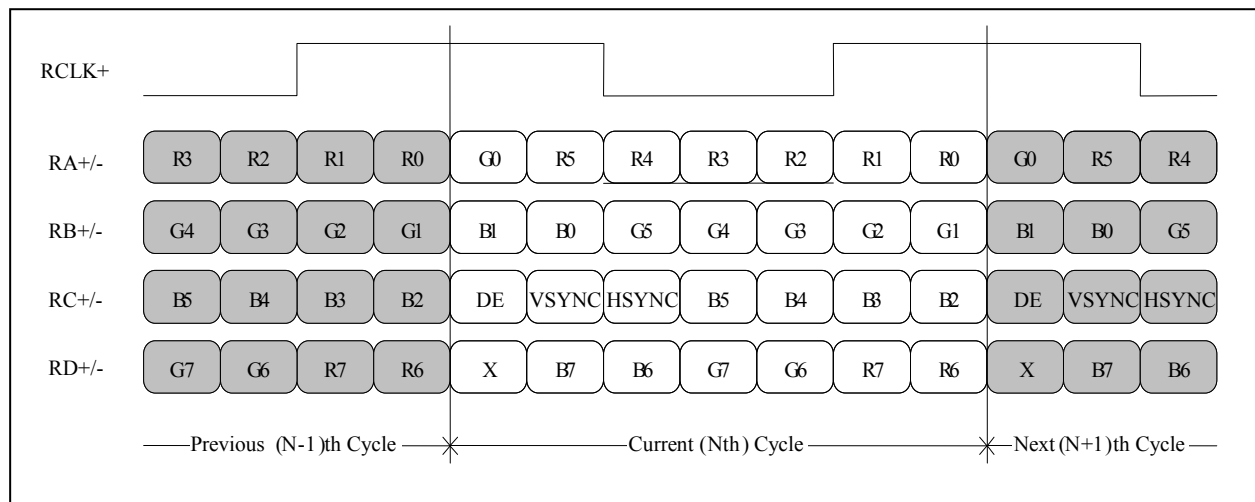 RCLK+
RA+/- R3 R2 R1 R0 G0 R5 R4 R3 R2 R1 R0 G0 R5 R4
RB+/- G4 G3 G2 G1 B1 B0 G5 G4 G3 G2 G1 B1 B0 G5
RC+/- B5 B4 B3 B2 DE VSYNC HSYNC B5 B4 B3 B2 DE VSYNC HSYNC
RD+/- G7 G6 R7 R6 X B7 B6 G7 G6 R7 R6 X B7 B6
Previous (N-1)th Cycle Current (Nth) Cycle Next (N+1)th Cycle